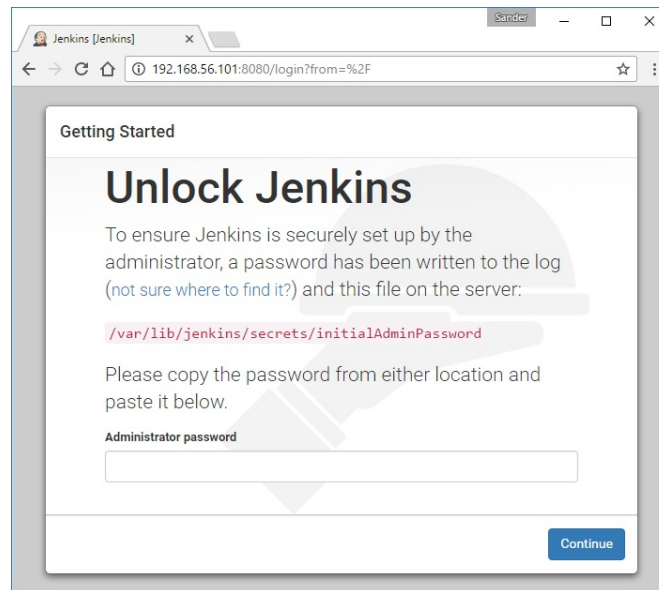 Sander
Jenkins [Jenkins]
192.168.56.101:8080/login?from=%2F
Getting Started
Unlock Jenkins
To ensure Jenkins is securely set up by the
administrator, a password has been written to the log
(not sure where to find it?) and this file on the server:
/var/lib/jenkins/secrets/initialAdminPassword
Please copy the password from either location and
paste it below.
Administrator password
Continue